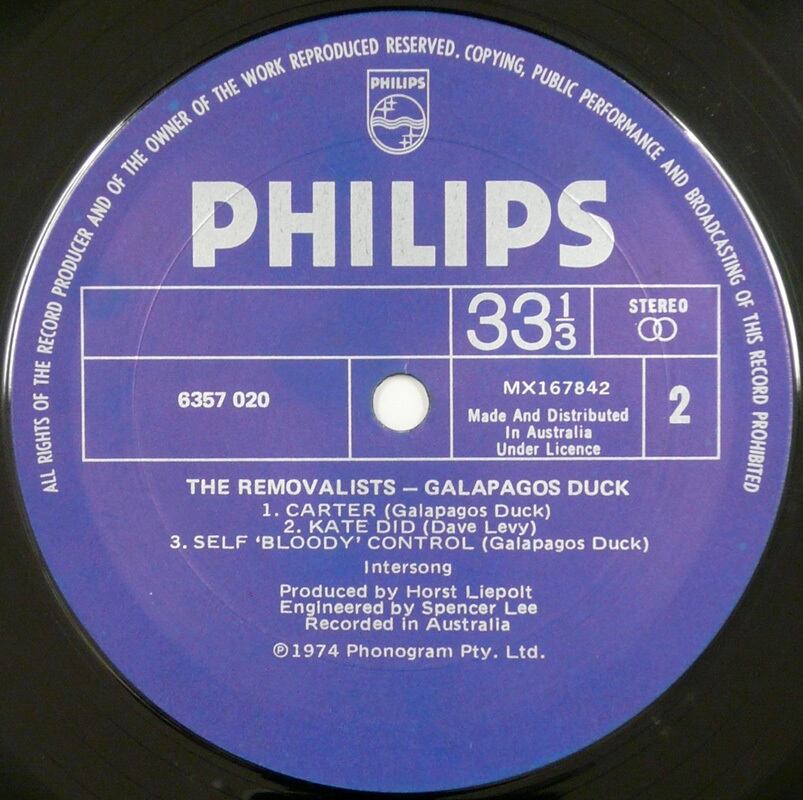 ALL RIGHTS OF THE RECORD PRODUCER AND OF THE OWNER OF THE WORK REPRODUCED RESERVED. COPYING, PUBLIC PERFORMANCE AND BROADCASTING OF THIS RECORD PROHIBITED
PHILIPS
PHILIPS
33 1/3
STEREO
6357 020
MX167842
Made And Distributed
In Australia
Under Licence
2
THE REMOVALISTS – GALAPAGOS DUCK
1. CARTER (Galapagos Duck)
2. KATE DID (Dave Levy)
3. SELF ‘BLOODY’ CONTROL (Galapagos Duck)
Intersong
Produced by Horst Liepolt
Engineered by Spencer Lee
Recorded in Australia
℗1974 Phonogram Pty. Ltd.